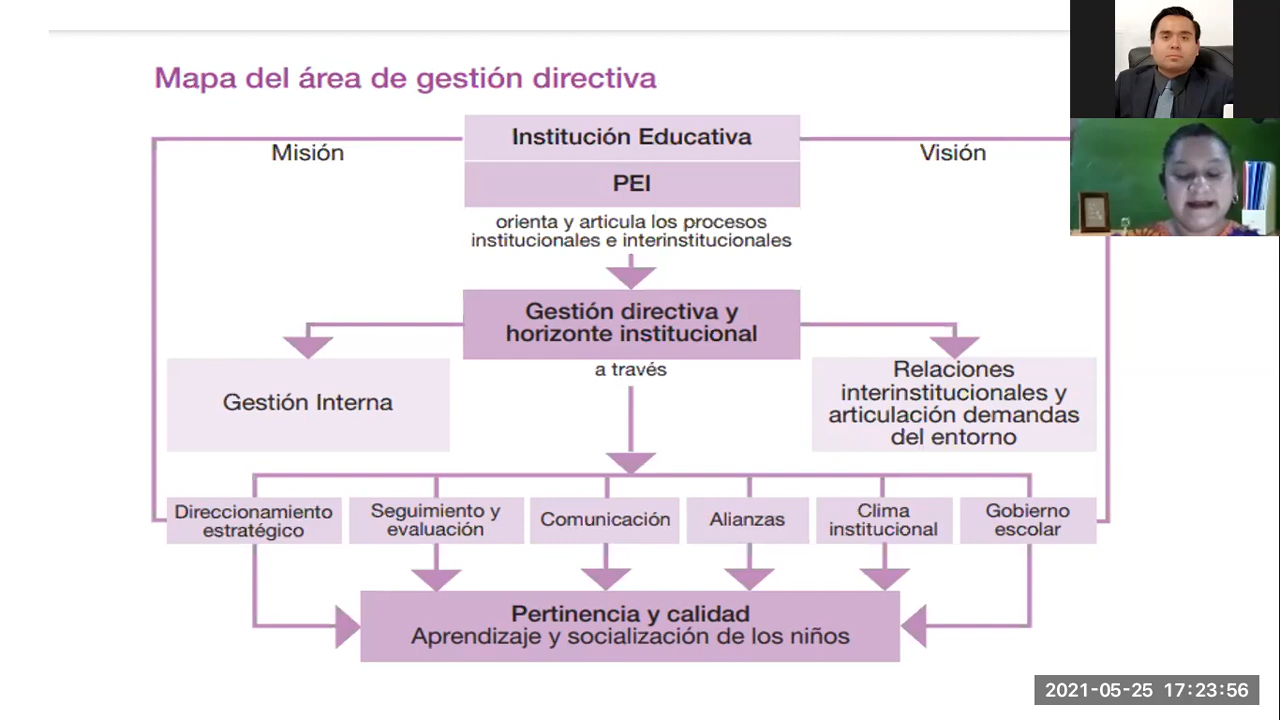 Mapa del área de gestión directiva
Institución Educativa
Misión
Visión
PEI
orienta y articula los procesos
institucionales e interinstitucionales
Gestión directiva y
horizonte institucional
a través
Gestión Interna
Relaciones
interinstitucionales y
articulación demandas
del entorno
Direccionamiento
estratégico
Seguimiento y
evaluación
Comunicación
Alianzas
Clima
institucional
Gobierno
escolar
Pertinencia y calidad
Aprendizaje y socialización de los niños
2021-05-25 17:23:56